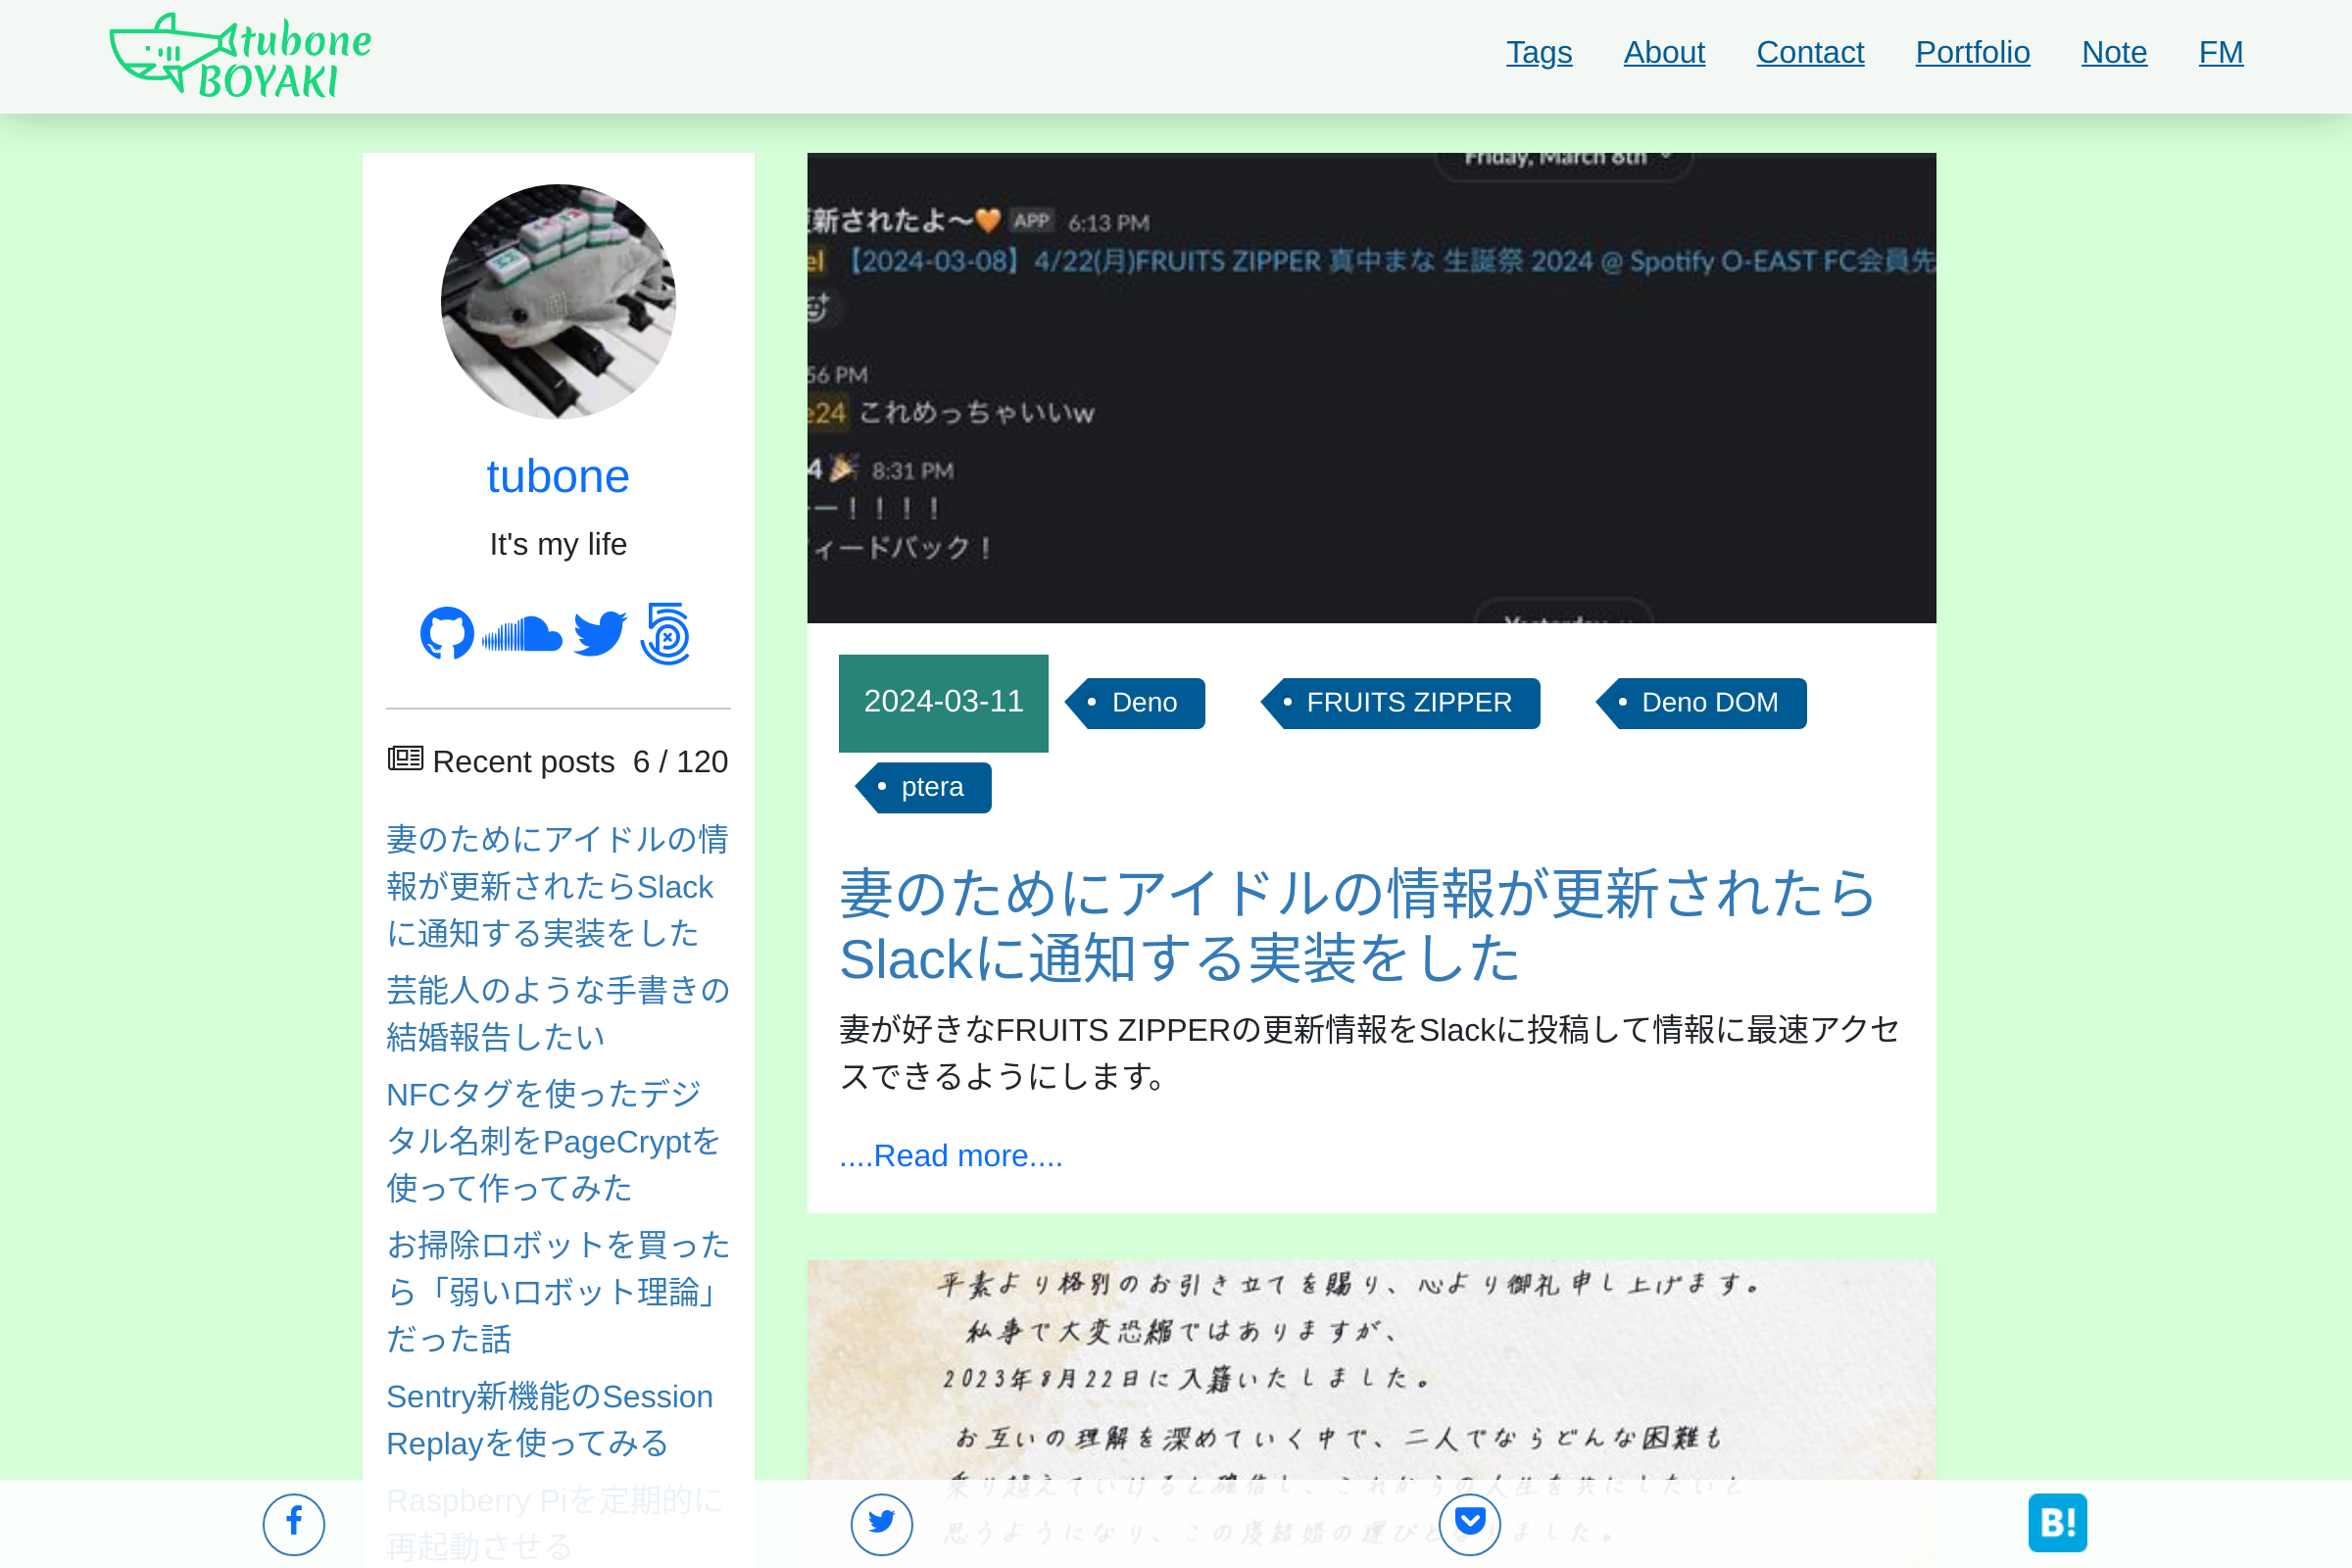 tubone
BOYAKI
Tags About Contact Portfolio Note FM
tubone
It's my life
Recent posts 6 / 120
妻のためにアイドルの情
報が更新されたらSlack
に通知する実装をした
芸能人のような手書きの
結婚報告したい
NFCタグを使ったデジ
タル名刺をPageCryptを
使って作ってみた
お掃除ロボットを買った
ら「弱いロボット理論」
だった話
Sentry新機能のSession
Replayを使ってみる
Raspberry Piを定期的に
再起動させる
Friday, March 8th
新されたよ〜🧡 APP 6:13 PM
el 【2024-03-08】4/22(月)FRUITS ZIPPER 真中まな 生誕祭 2024 @ Spotify O-EAST FC会員先
56 PM
e24 これめっちゃいいw
4 🎉 8:31 PM
ー！！！！
ィードバック！
Yesterday
2024-03-11 Deno FRUITS ZIPPER Deno DOM
ptera
妻のためにアイドルの情報が更新されたら
Slackに通知する実装をした
妻が好きなFRUITS ZIPPERの更新情報をSlackに投稿して情報に最速アクセ
スできるようにします。
....Read more....
平素より格別のお引き立てを賜り、心より御礼申し上げます。
私事で大変恐縮ではありますが、
2023年8月22日に入籍いたしました。
お互いの理解を深めていく中で、二人でならどんな困難も
乗り越えていけると確信し、これからの人生を共にしたいと
思うようになり、この度結婚の運びとなりました。
B!